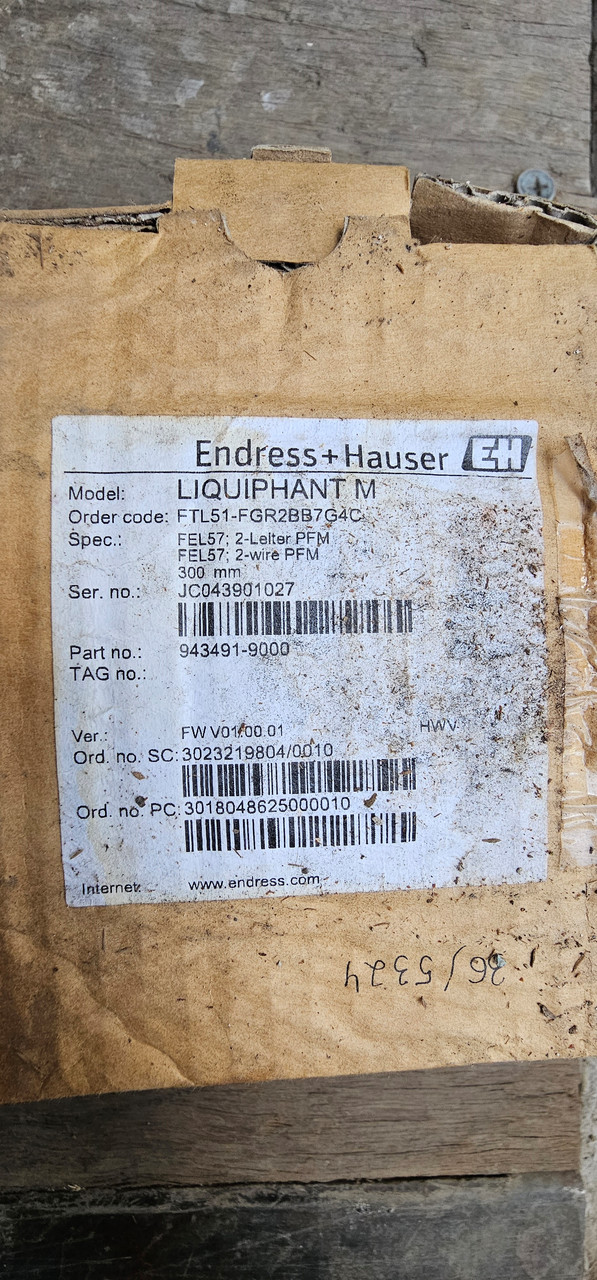 Endress+Hauser EH
Model: LIQUIPHANT M
Order code: FTL51-FGR2BB7G4C
Spec.: FEL57; 2-Leiter PFM
FEL57; 2-wire PFM
300 mm
Ser. no.: JC043901027
Part no.: 943491-9000
TAG no.:
Ver.: FW V01.00.01 HWV
Ord. no. SC: 3023219804/0010
Ord. no. PC: 3018048625000010
Internet: www.endress.com
36/5324